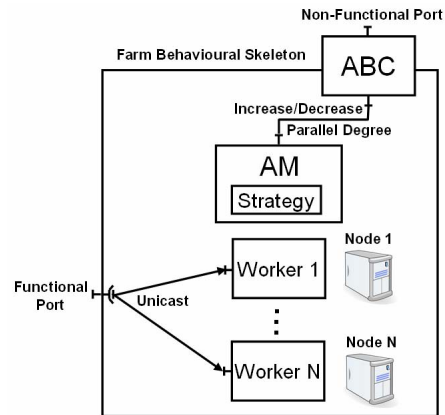 Non-Functional Port
Farm Behavioural Skeleton
ABC
Increase/Decrease
Parallel Degree
AM
Strategy
Node 1
Worker 1
Functional
Port
Unicast
Node N
Worker N